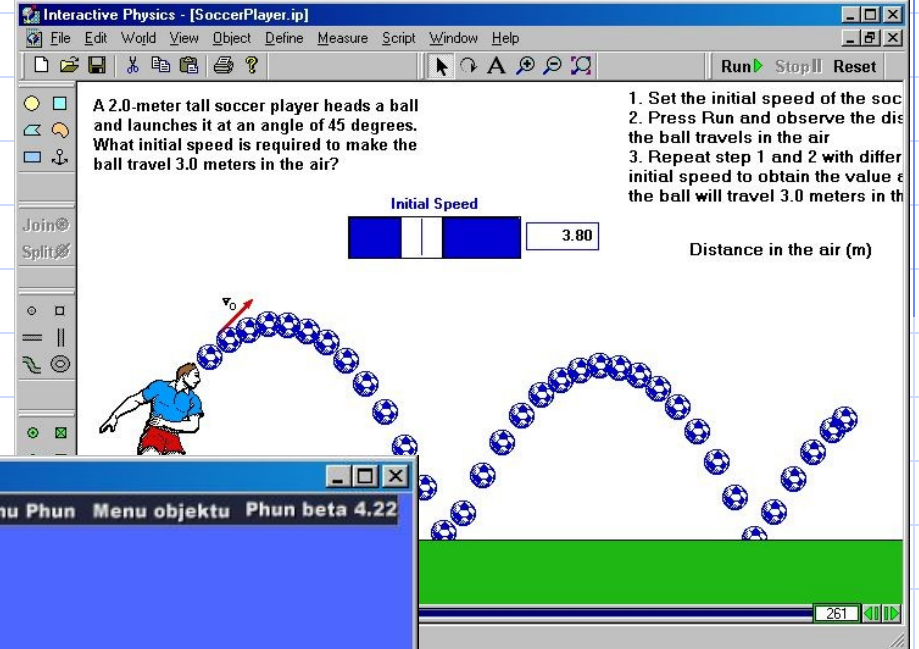 Interactive Physics - [SoccerPlayer.ip]
File Edit World View Object Define Measure Script Window Help
Run Stop Reset
A 2.0-meter tall soccer player heads a ball
and launches it at an angle of 45 degrees.
What initial speed is required to make the
ball travel 3.0 meters in the air?
1. Set the initial speed of the soc
2. Press Run and observe the dis
the ball travels in the air
3. Repeat step 1 and 2 with differ
initial speed to obtain the value a
the ball will travel 3.0 meters in th
Initial Speed
3.80
Distance in the air (m)
Join
Split
v0
nu Phun Menu objektu Phun beta 4.22
261